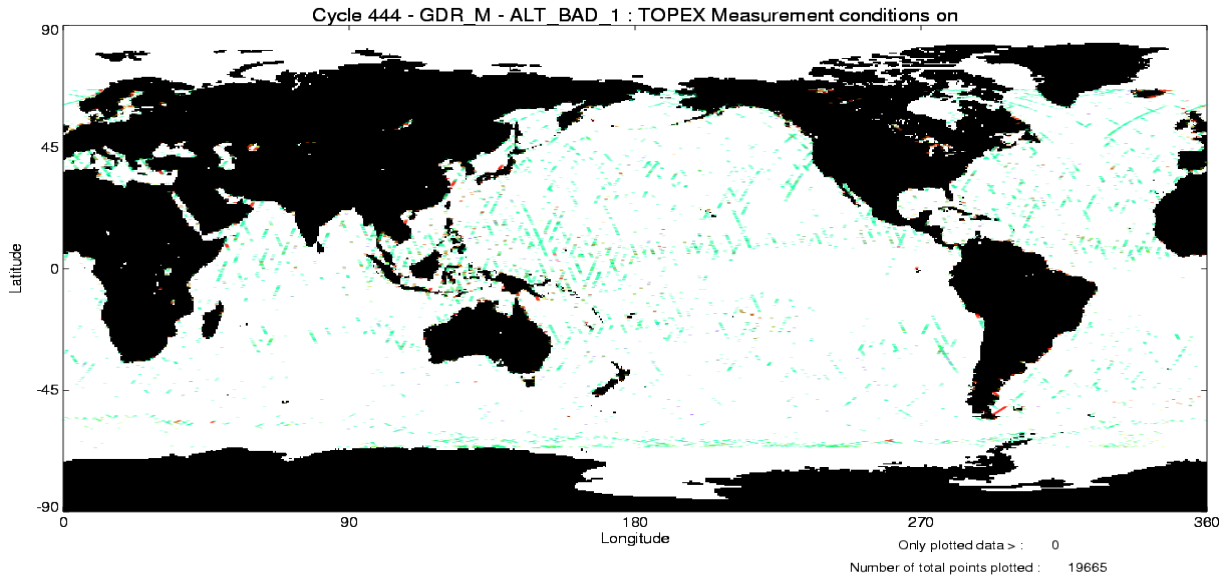 Cycle 444 - GDR_M - ALT_BAD_1 : TOPEX Measurement conditions on
90
45
0
-45
-90
Latitude
0 90 180 270 360
Longitude
Only plotted data > : 0
Number of total points plotted : 19665